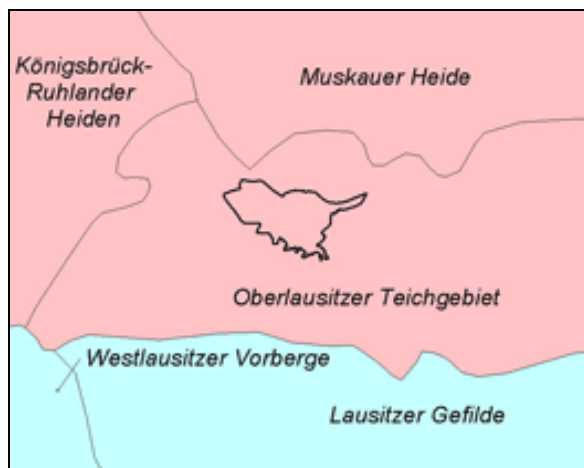 Königsbrück-
Ruhlander
Heiden
Muskauer Heide
Oberlausitzer Teichgebiet
Westlausitzer Vorberge
Lausitzer Gefilde